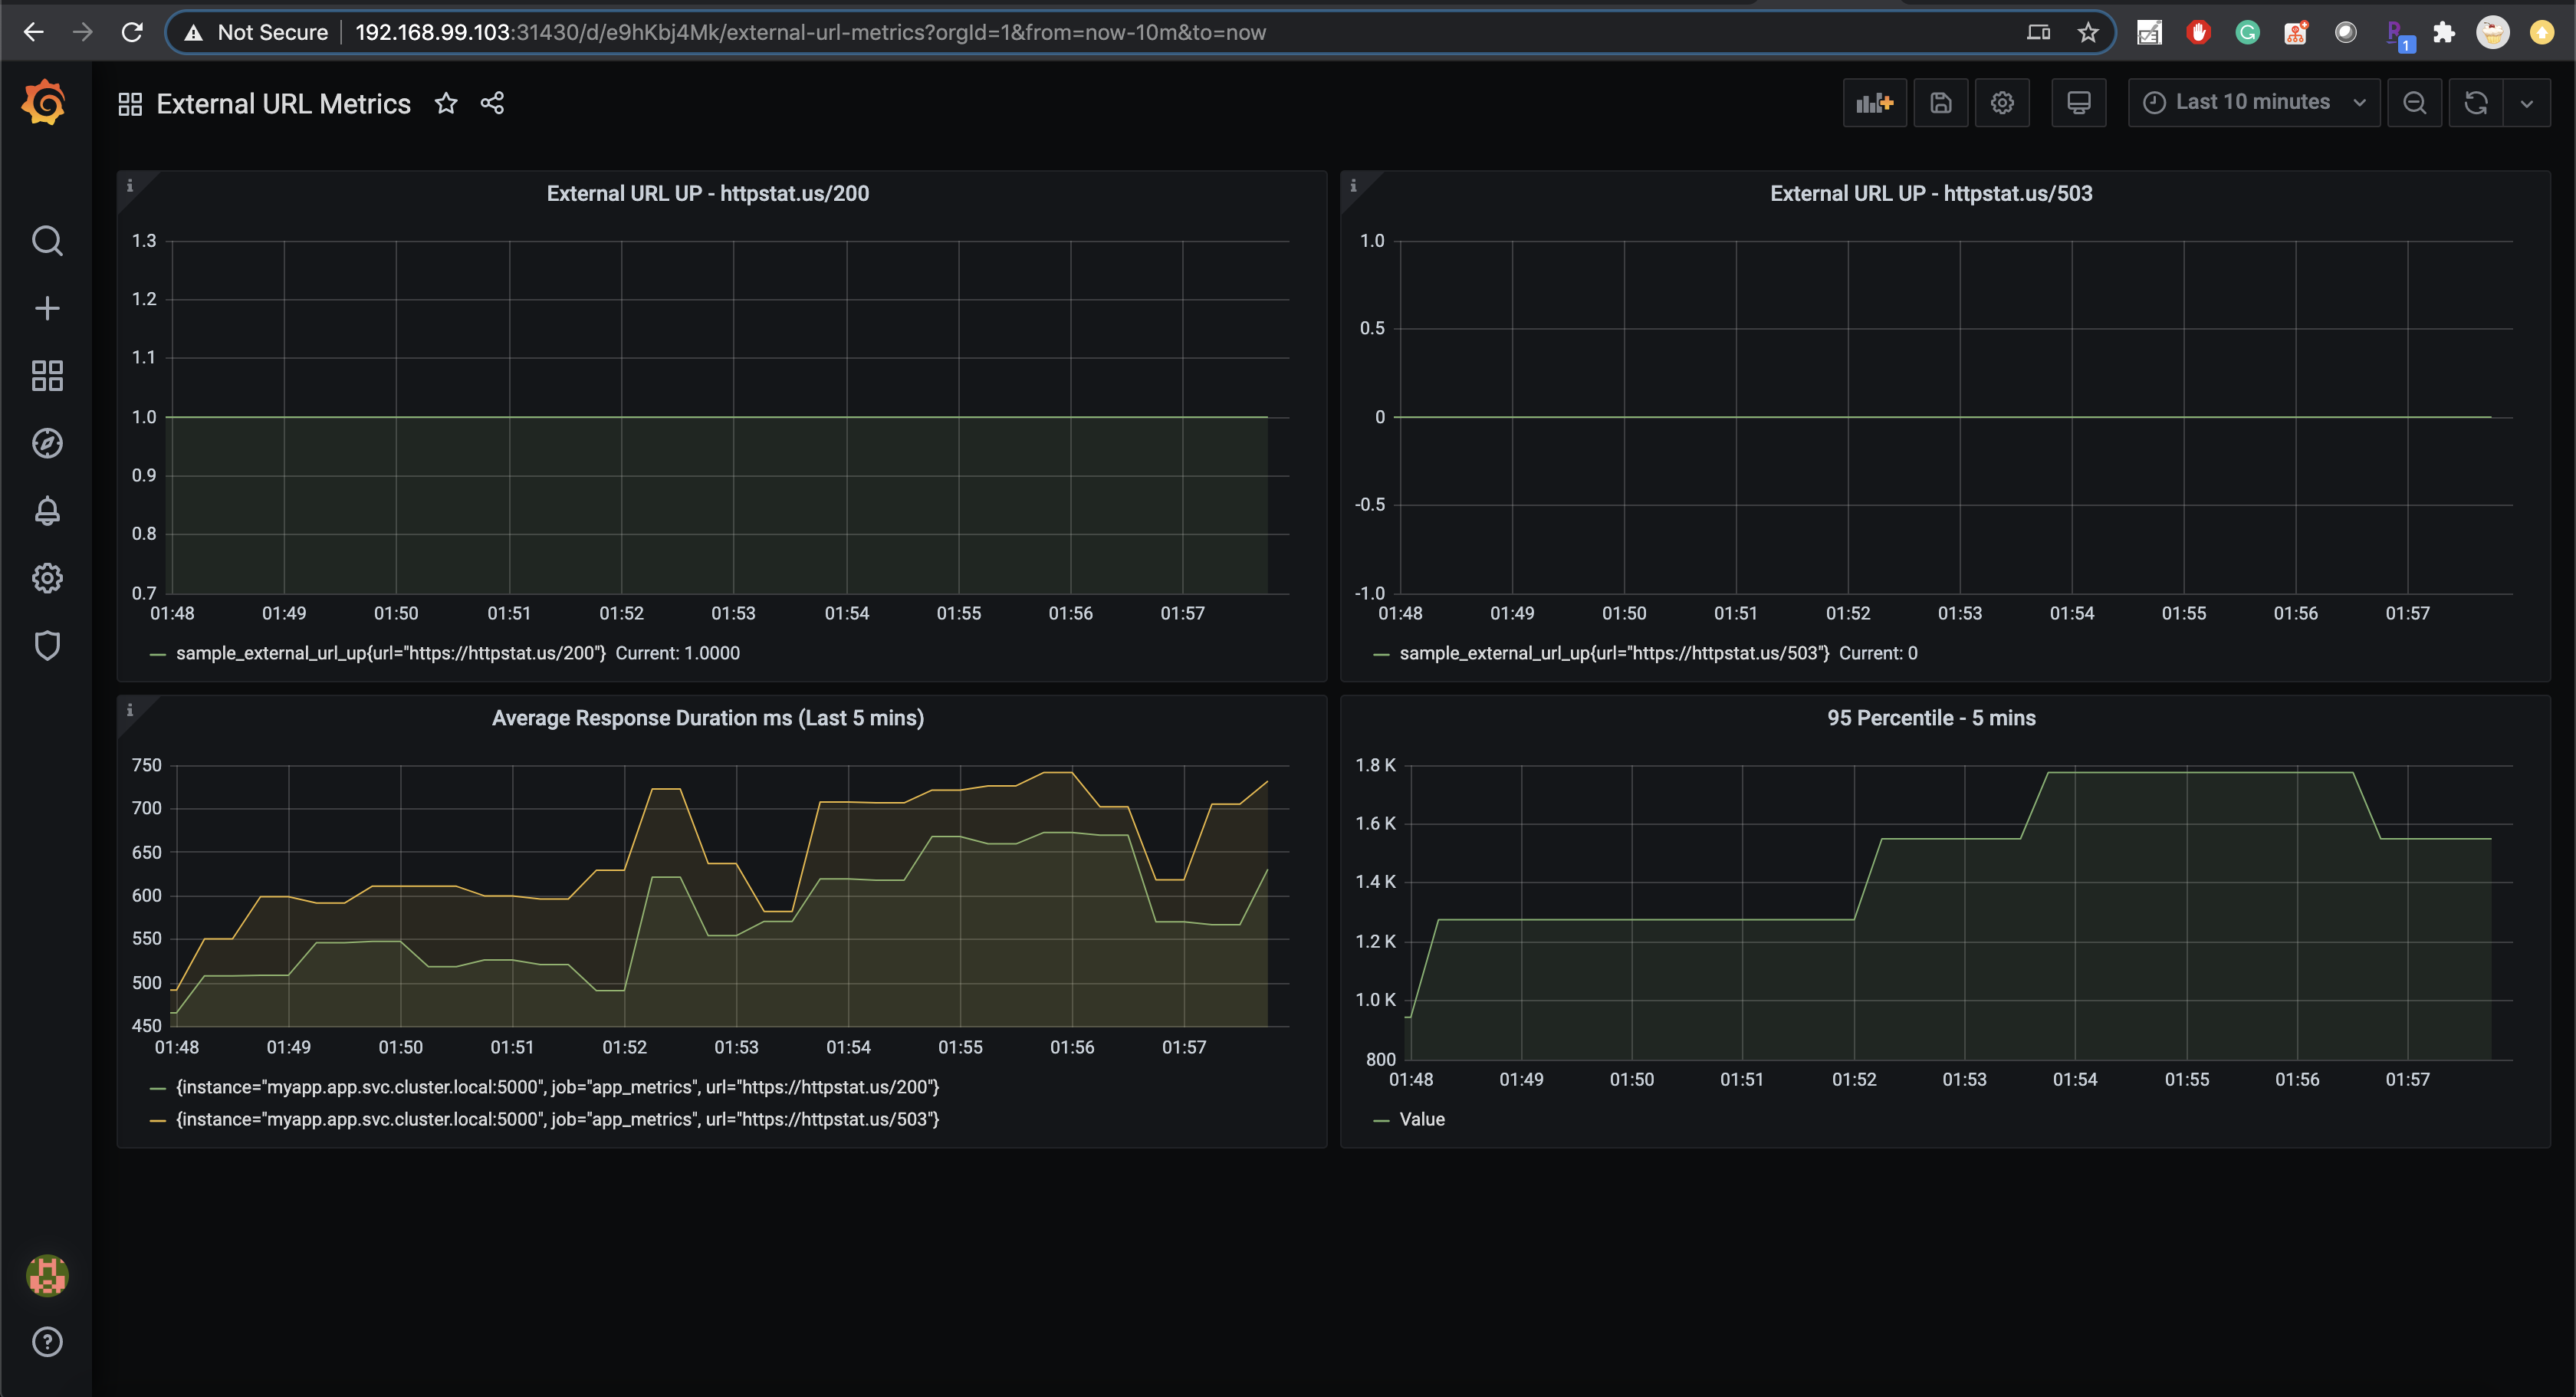 Not Secure 192.168.99.103:31430/d/e9hKbj4Mk/external-url-metrics?orgId=1&from=now-10m&to=now
1
External URL Metrics
Last 10 minutes
External URL UP - httpstat.us/200
1.3
1.2
1.1
1.0
0.9
0.8
0.7
01:48 01:49 01:50 01:51 01:52 01:53 01:54 01:55 01:56 01:57
sample_external_url_up{url="https://httpstat.us/200"} Current: 1.0000
External URL UP - httpstat.us/503
1.0
0.5
0
-0.5
-1.0
01:48 01:49 01:50 01:51 01:52 01:53 01:54 01:55 01:56 01:57
sample_external_url_up{url="https://httpstat.us/503"} Current: 0
Average Response Duration ms (Last 5 mins)
750
700
650
600
550
500
450
01:48 01:49 01:50 01:51 01:52 01:53 01:54 01:55 01:56 01:57
{instance="myapp.app.svc.cluster.local:5000", job="app_metrics", url="https://httpstat.us/200"}
{instance="myapp.app.svc.cluster.local:5000", job="app_metrics", url="https://httpstat.us/503"}
95 Percentile - 5 mins
1.8 K
1.6 K
1.4 K
1.2 K
1.0 K
800
01:48 01:49 01:50 01:51 01:52 01:53 01:54 01:55 01:56 01:57
Value